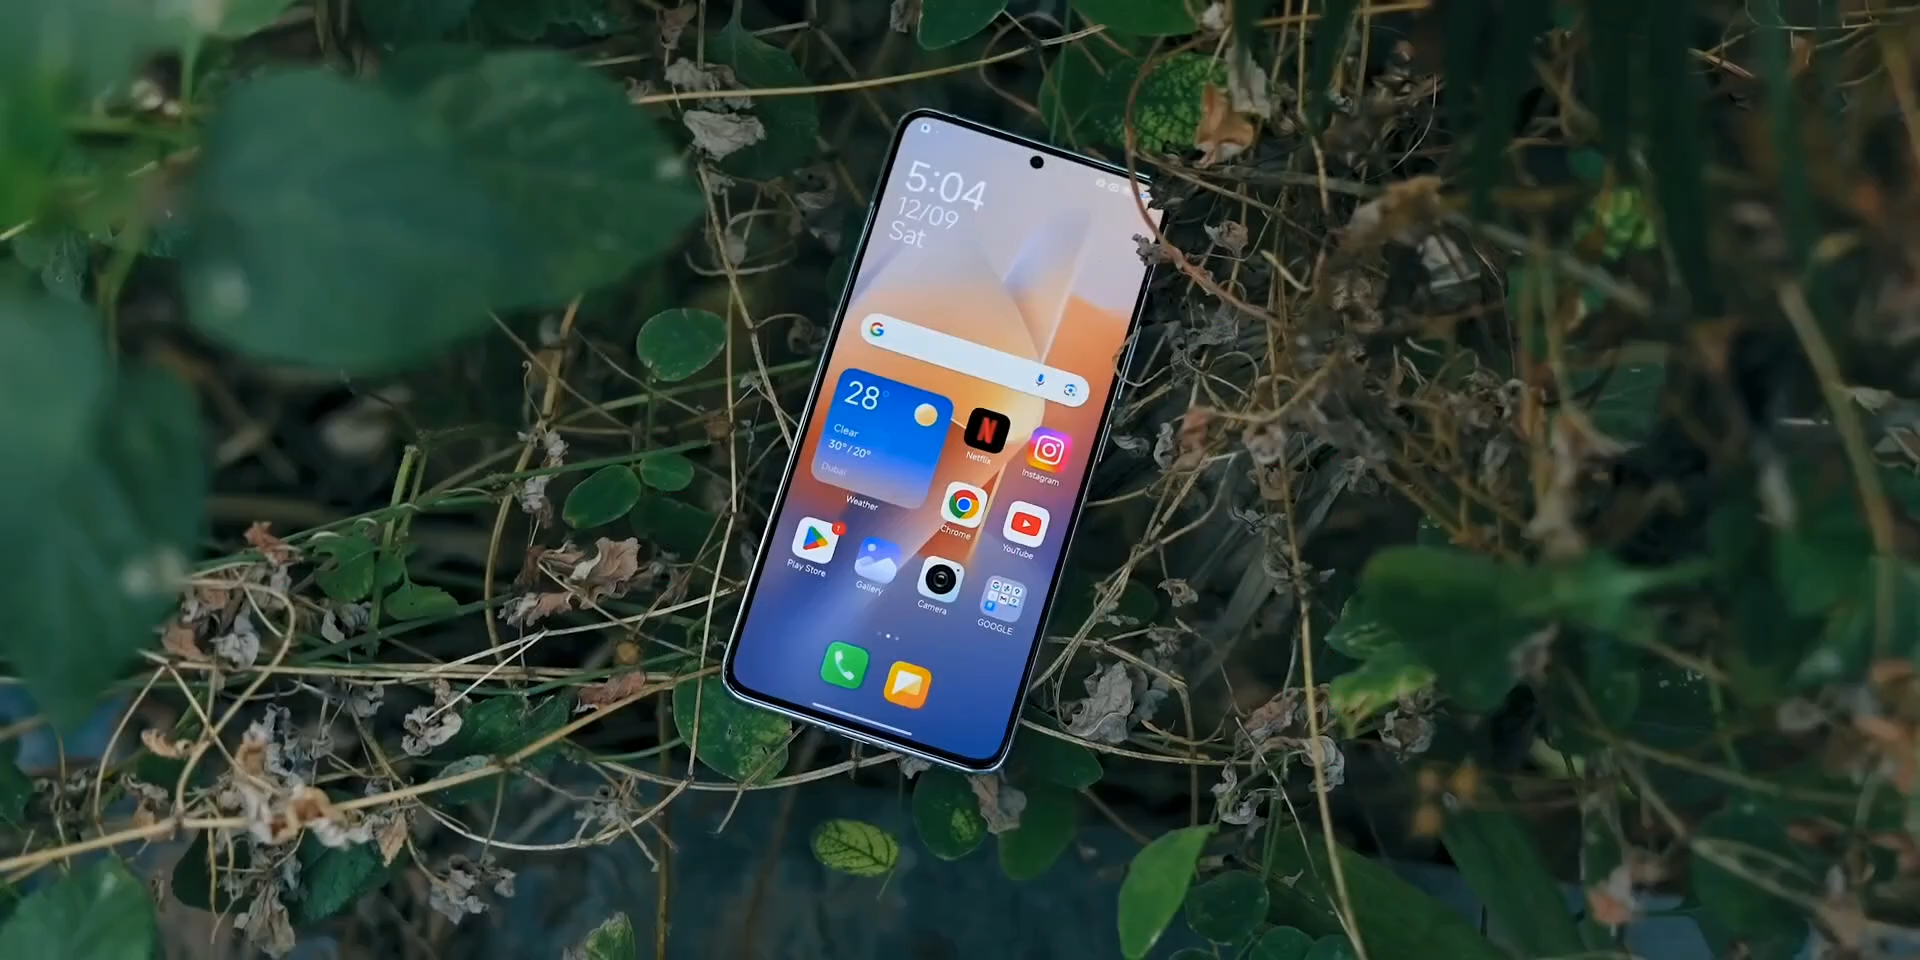 5:04
12/09
Sat
28°
Clear
30°/20°
Dubai
Weather
Netflix
Instagram
Chrome
YouTube
1
Play Store
Gallery
Camera
GOOGLE